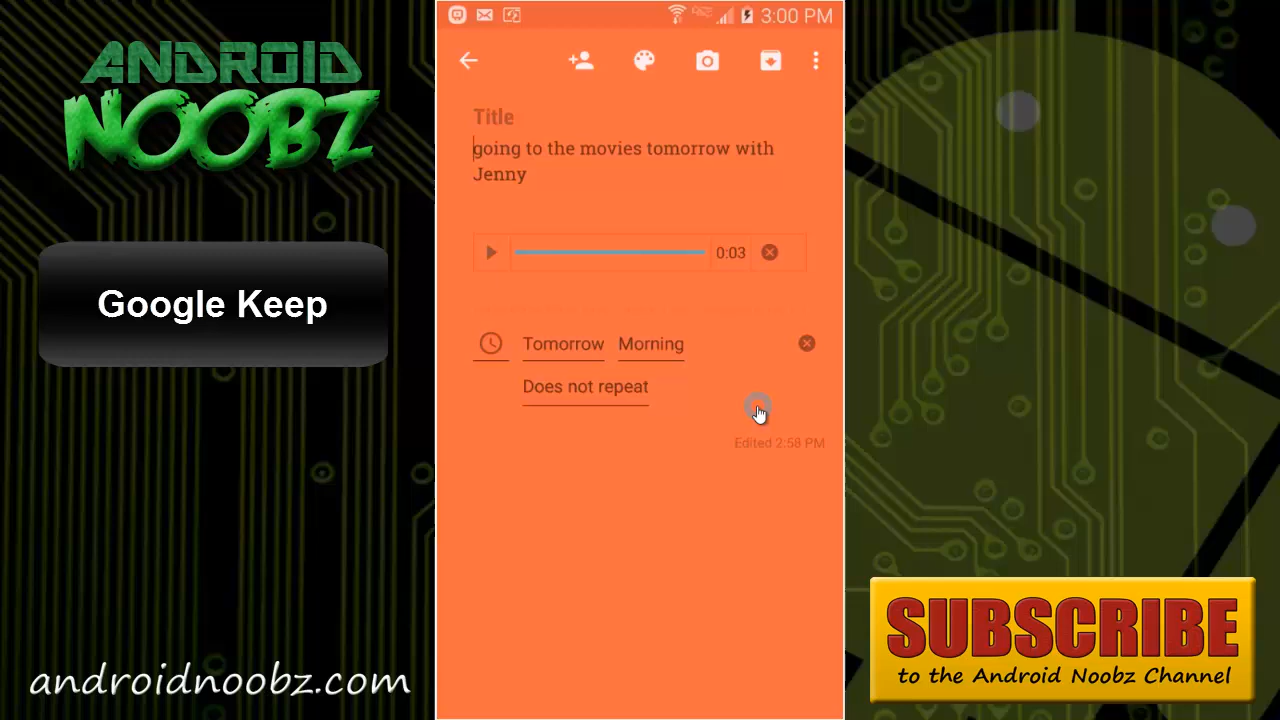 ANDROID
NOOBZ
Google Keep
androidnoobz.com
3:00 PM
Title
going to the movies tomorrow with
Jenny
0:03
Tomorrow Morning
Does not repeat
Edited 2:58 PM
SUBSCRIBE
to the Android Noobz Channel